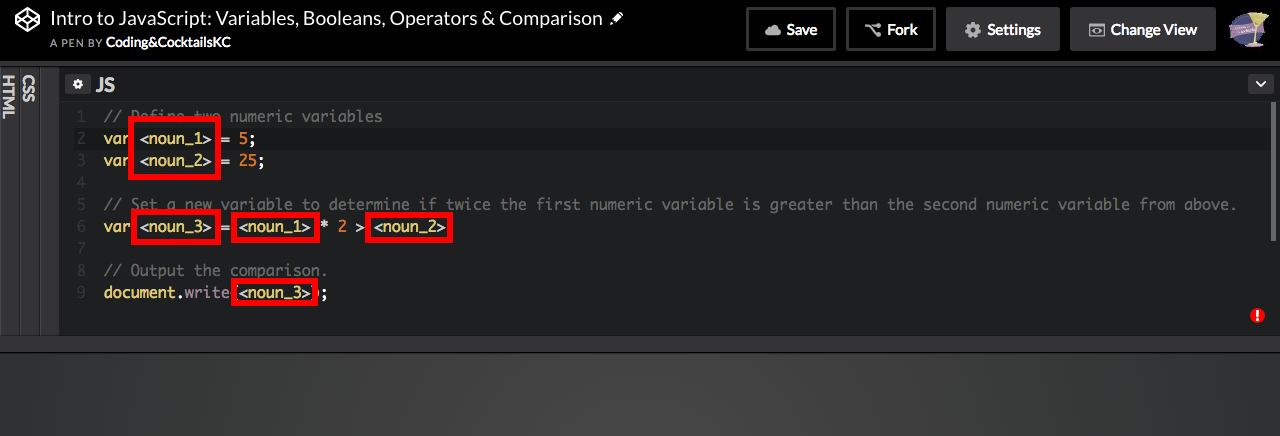 Intro to JavaScript: Variables, Booleans, Operators & Comparison
A PEN BY Coding&CocktailsKC
Save
Fork
Settings
Change View
HTML
CSS
JS
1 // Define two numeric variables
2 var <noun_1> = 5;
3 var <noun_2> = 25;
4
5 // Set a new variable to determine if twice the first numeric variable is greater than the second numeric variable from above.
6 var <noun_3> = <noun_1> * 2 > <noun_2>
7
8 // Output the comparison.
9 document.write(<noun_3>);